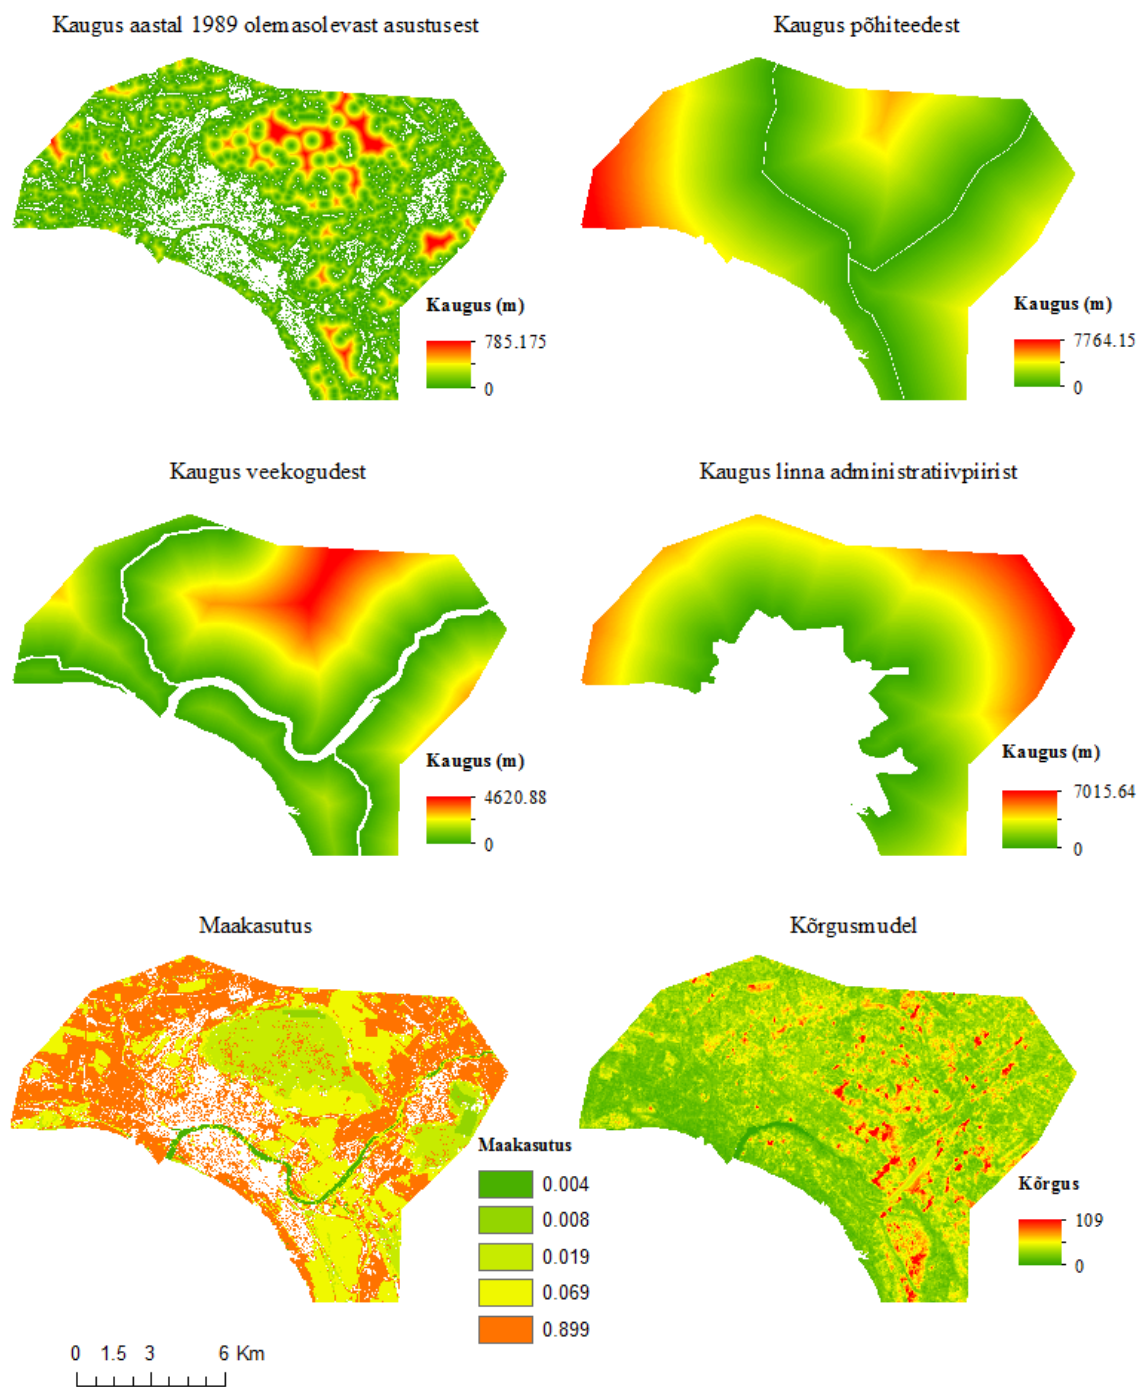 Kaugus aastal 1989 olemasolevast asustusest
Kaugus põhiteedest
Kaugus (m)
785.175
0
Kaugus (m)
7764.15
0
Kaugus veekogudest
Kaugus linna administratiivpiirist
Kaugus (m)
4620.88
0
Kaugus (m)
7015.64
0
Maakasutus
Kõrgusmudel
Maakasutus
0.004
0.008
0.019
0.069
0.899
Kõrgus
109
0
0 1.5 3 6 Km